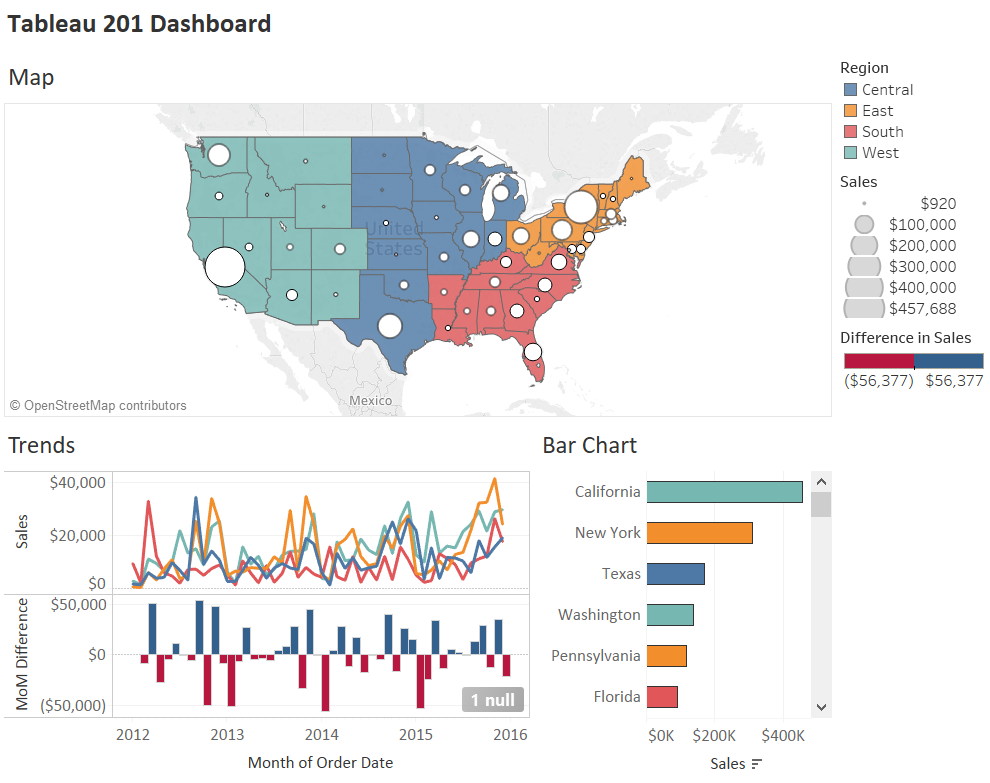 Tableau 201 Dashboard
Map
United
States
Mexico
© OpenStreetMap contributors
Region
Central
East
South
West
Sales
$920
$100,000
$200,000
$300,000
$400,000
$457,688
Difference in Sales
($56,377) $56,377
Trends
Sales
$40,000
$20,000
$0
MoM Difference
$50,000
$0
($50,000)
1 null
2012 2013 2014 2015 2016
Month of Order Date
Bar Chart
California
New York
Texas
Washington
Pennsylvania
Florida
$0K $200K $400K
Sales